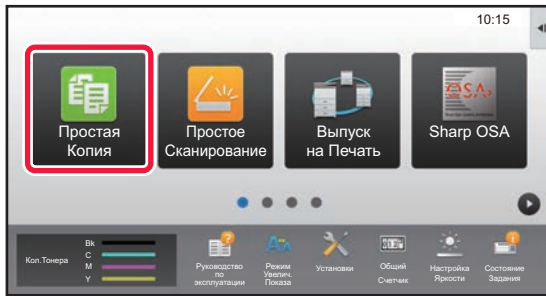 10:15
Простая
Копия
Простое
Сканирование
Выпуск
на Печать
OSA
Sharp OSA
Кол.Тонера
Bk
C
M
Y
Руководство
по
эксплуатации
Режим
Увелич.
Показа
Установки
Общий
Счетчик
Настройка
Яркости
Состояние
Задания